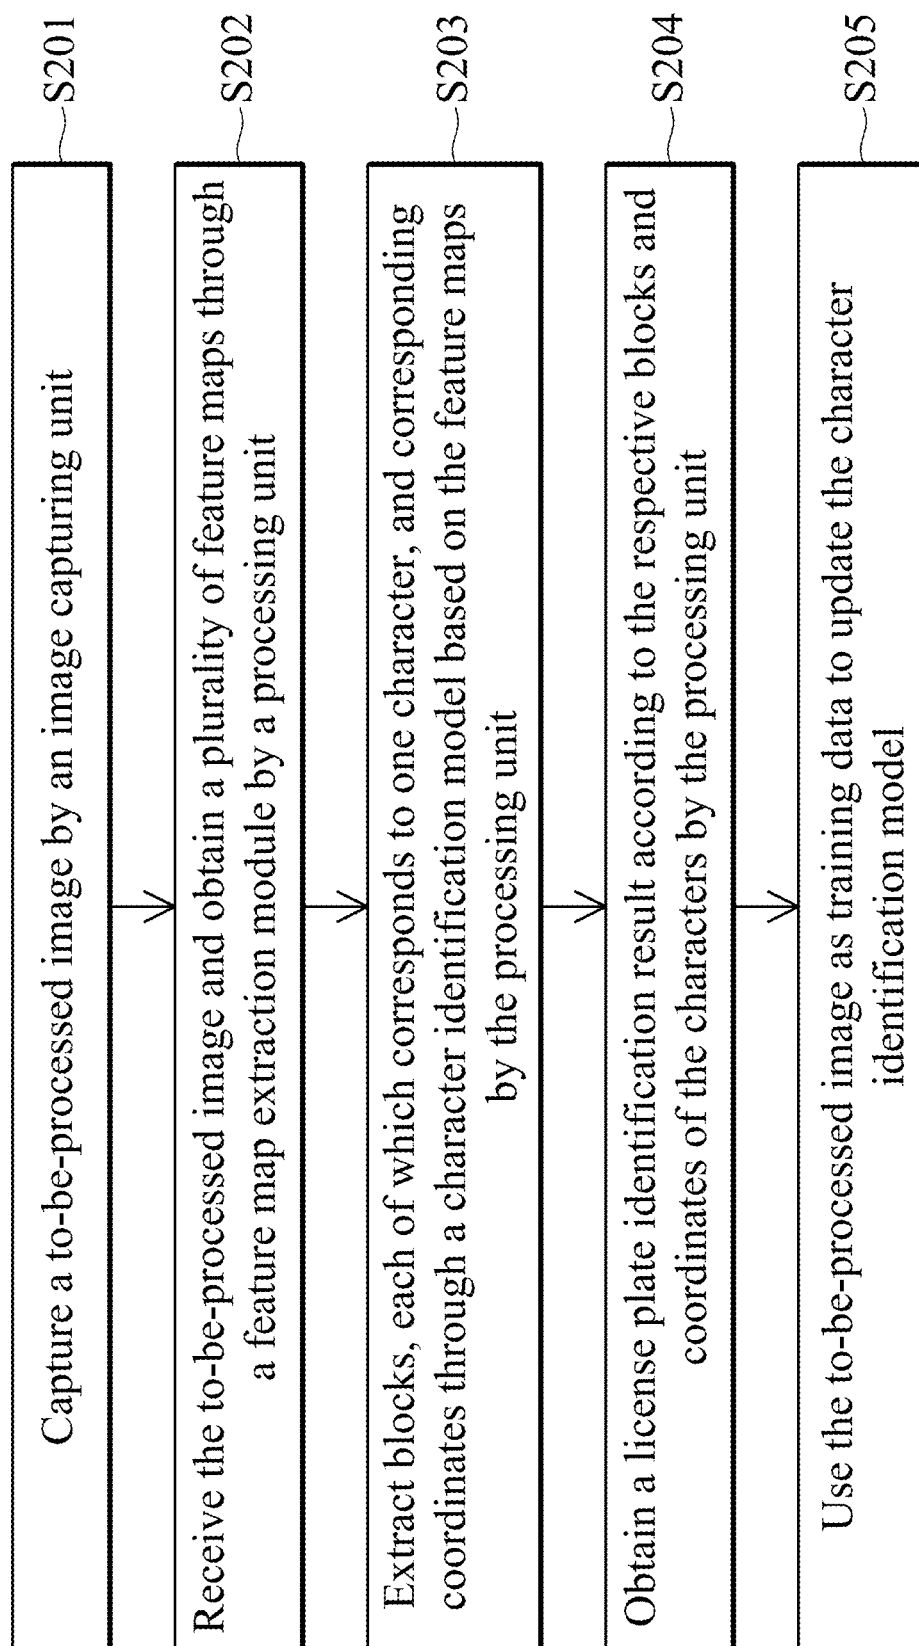 Capture a to-be-processed image by an image capturing unit
S201
Receive the to-be-processed image and obtain a plurality of feature maps through
a feature map extraction module by a processing unit
S202
Extract blocks, each of which corresponds to one character, and corresponding
coordinates through a character identification model based on the feature maps
by the processing unit
S203
Obtain a license plate identification result according to the respective blocks and
coordinates of the characters by the processing unit
S204
Use the to-be-processed image as training data to update the character
identification model
S205